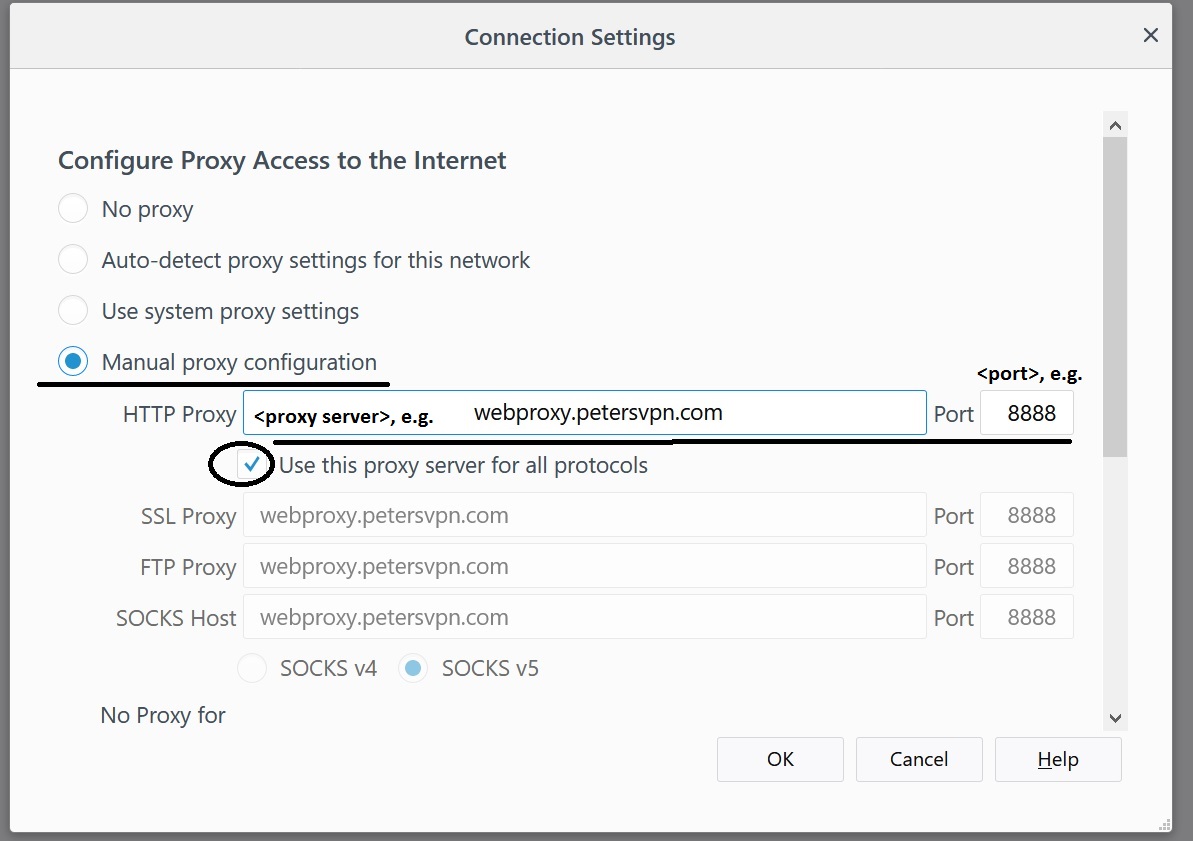 Connection Settings
Configure Proxy Access to the Internet
No proxy
Auto-detect proxy settings for this network
Use system proxy settings
Manual proxy configuration
<port>, e.g.
HTTP Proxy <proxy server>, e.g. webproxy.petersvpn.com Port 8888
Use this proxy server for all protocols
SSL Proxy webproxy.petersvpn.com Port 8888
FTP Proxy webproxy.petersvpn.com Port 8888
SOCKS Host webproxy.petersvpn.com Port 8888
SOCKS v4 SOCKS v5
No Proxy for
OK Cancel Help